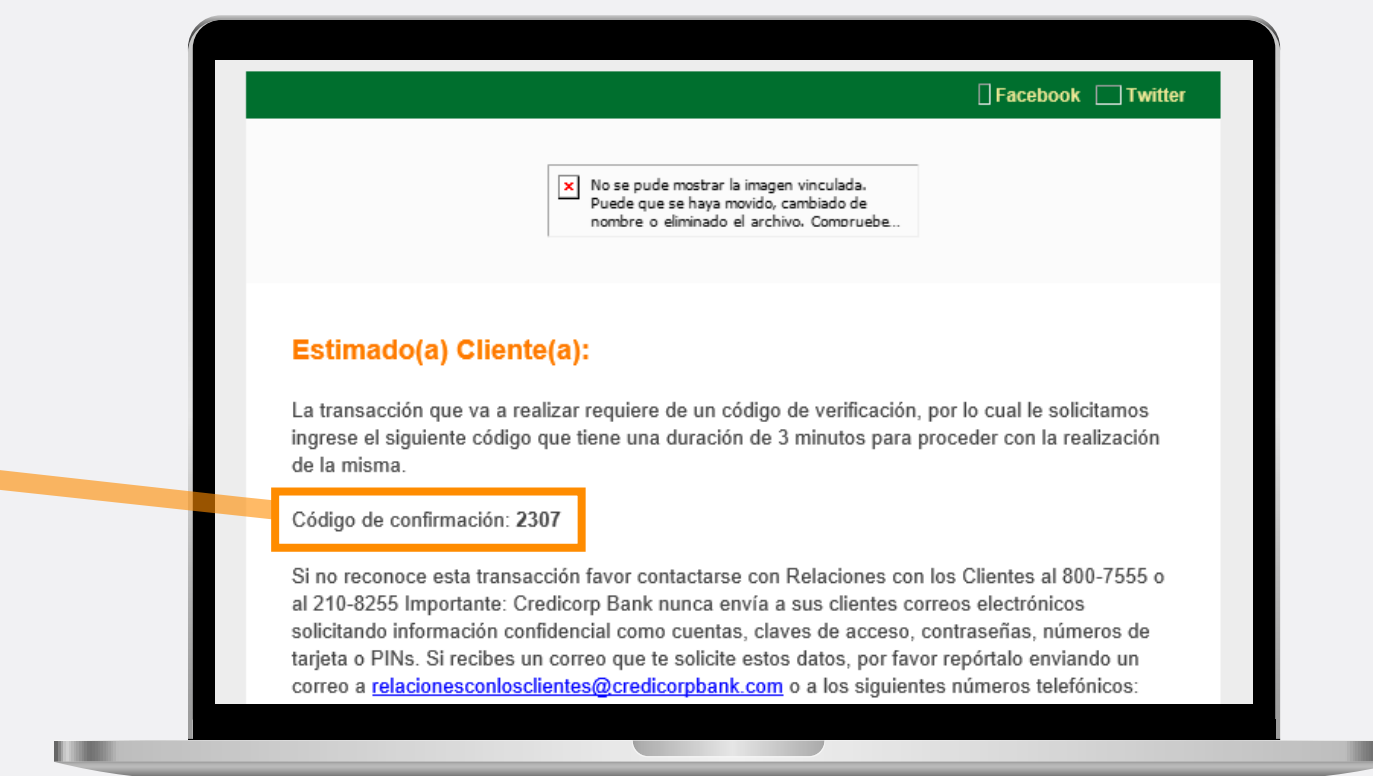 Facebook Twitter
No se pude mostrar la imagen vinculada.
Puede que se haya movido, cambiado de
nombre o eliminado el archivo. Compruebe...
Estimado(a) Cliente(a):
La transacción que va a realizar requiere de un código de verificación, por lo cual le solicitamos
ingrese el siguiente código que tiene una duración de 3 minutos para proceder con la realización
de la misma.
Código de confirmación: 2307
Si no reconoce esta transacción favor contactarse con Relaciones con los Clientes al 800-7555 o
al 210-8255 Importante: Credicorp Bank nunca envía a sus clientes correos electrónicos
solicitando información confidencial como cuentas, claves de acceso, contraseñas, números de
tarjeta o PINs. Si recibes un correo que te solicite estos datos, por favor repórtalo enviando un
correo a relacionesconlosclientes@credicorpbank.com o a los siguientes números telefónicos: